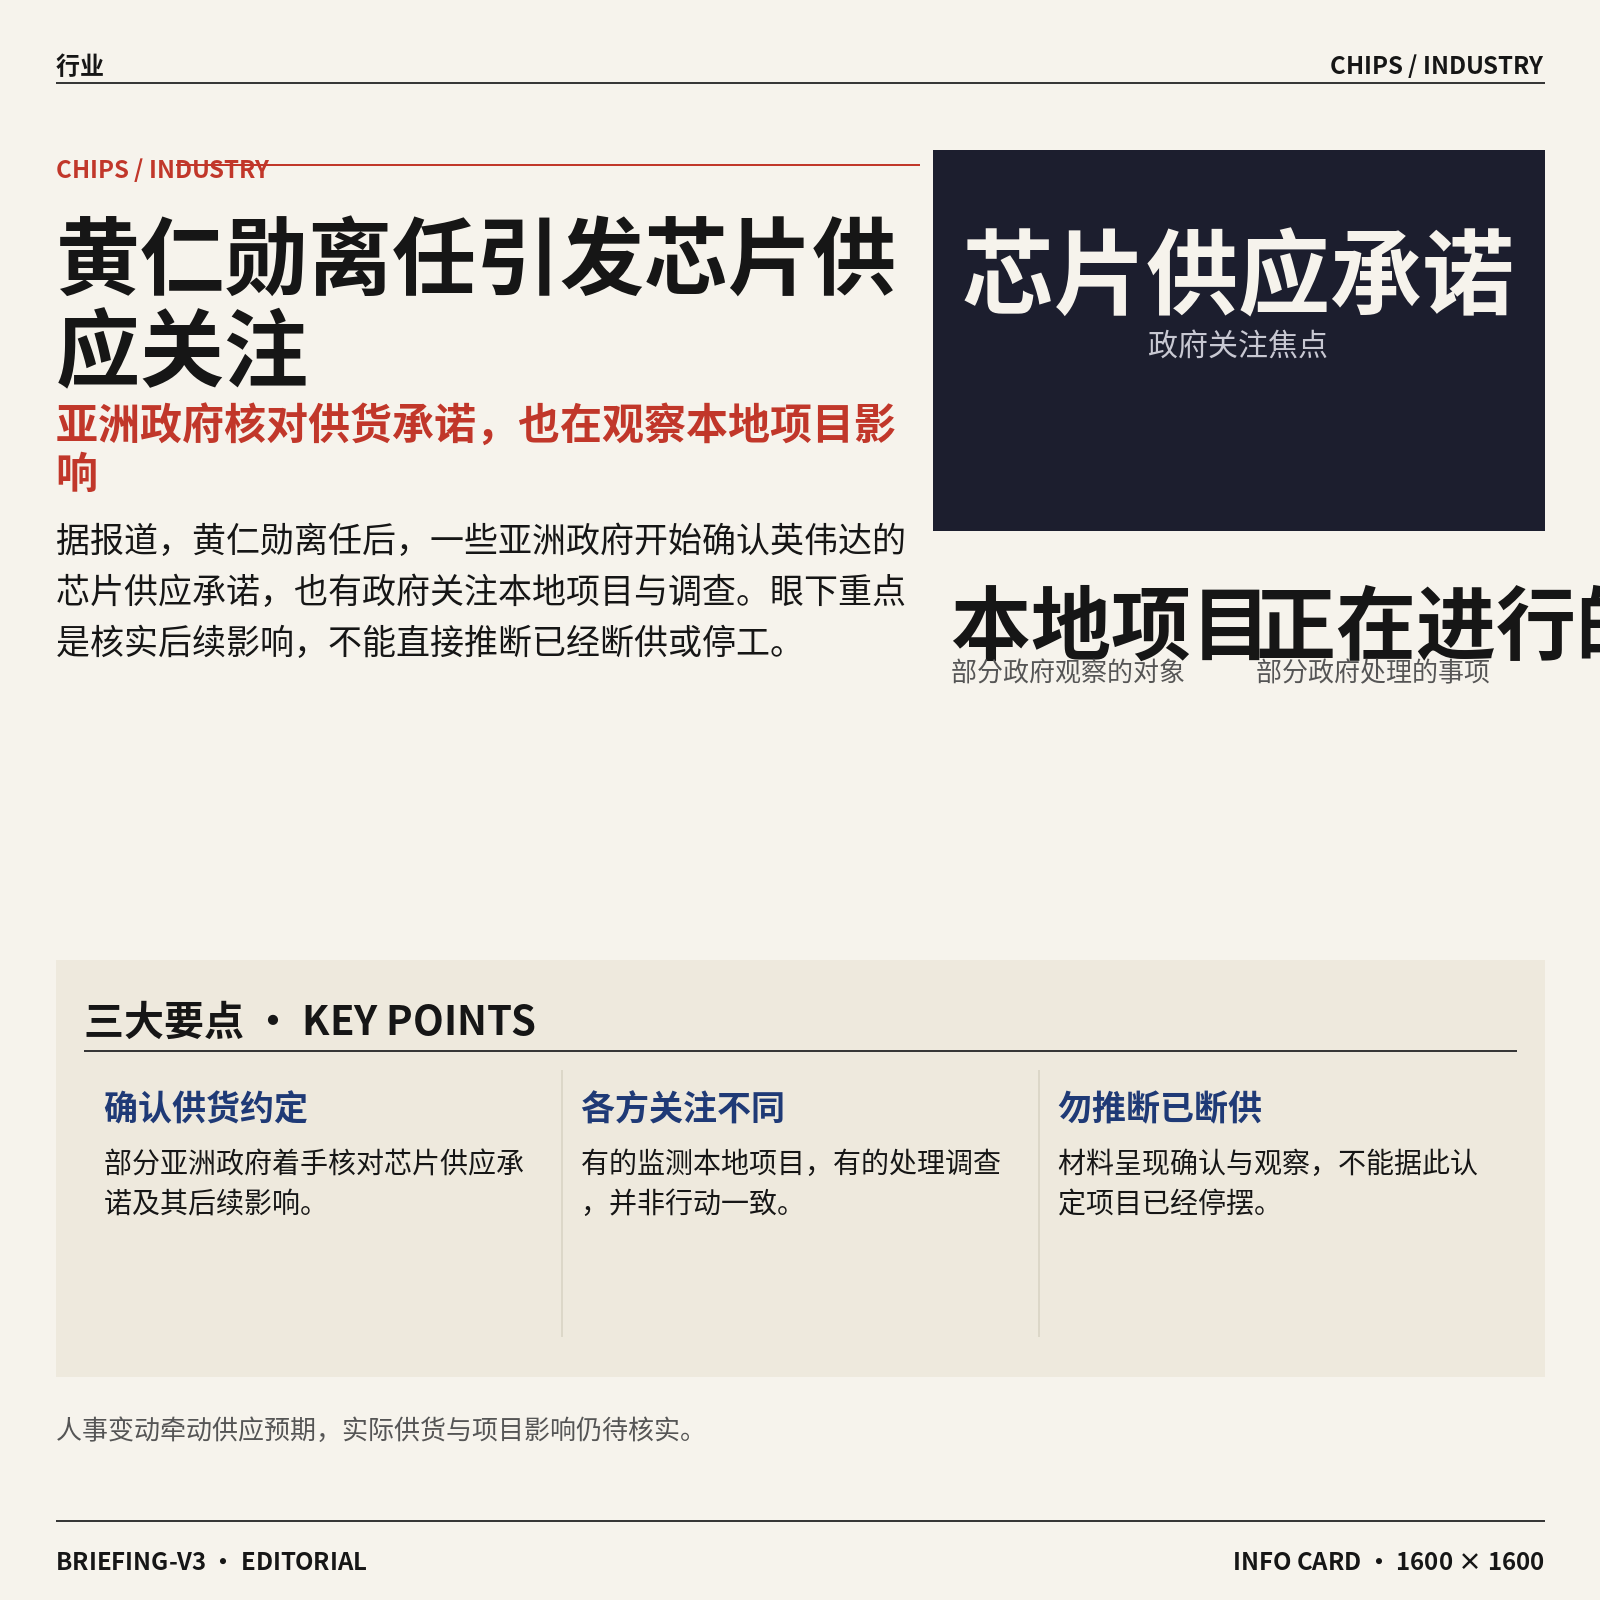 行业
CHIPS / INDUSTRY
CHIPS / INDUSTRY
黄仁勋离任引发芯片供
应关注
亚洲政府核对供货承诺，也在观察本地项目影
响
据报道，黄仁勋离任后，一些亚洲政府开始确认英伟达的
芯片供应承诺，也有政府关注本地项目与调查。眼下重点
是核实后续影响，不能直接推断已经断供或停工。
芯片供应承诺
政府关注焦点
本地项目
部分政府观察的对象
正在进行
部分政府处理的事项
三大要点 · KEY POINTS
确认供货约定
部分亚洲政府着手核对芯片供应承
诺及其后续影响。
各方关注不同
有的监测本地项目，有的处理调查
，并非行动一致。
勿推断已断供
材料呈现确认与观察，不能据此认
定项目已经停摆。
人事变动牵动供应预期，实际供货与项目影响仍待核实。
BRIEFING-V3 · EDITORIAL
INFO CARD · 1600 × 1600